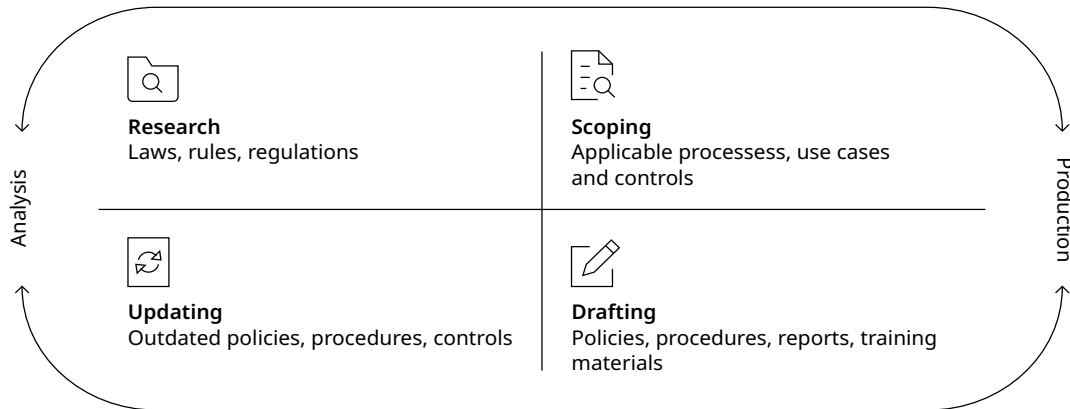 Research
Laws, rules, regulations
Scoping
Applicable processess, use cases
and controls
Analysis
Production
Updating
Outdated policies, procedures, controls
Drafting
Policies, procedures, reports, training
materials